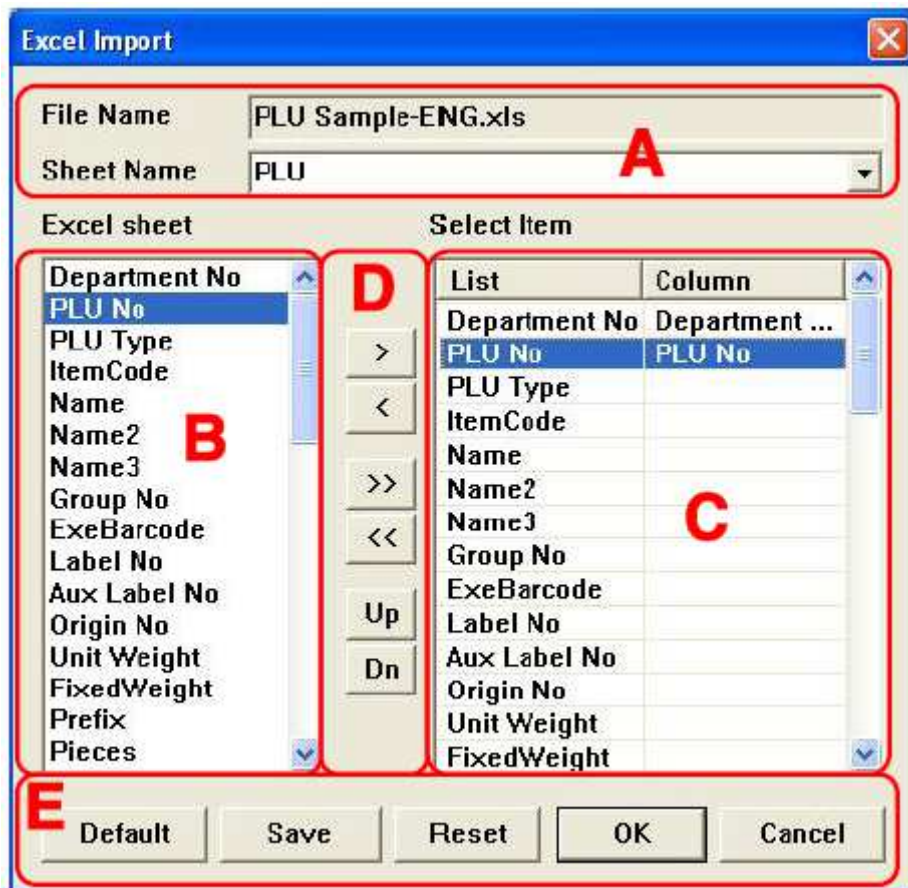 Excel Import
File Name PLU Sample-ENG.xls
A
Sheet Name PLU
Excel sheet
Select Item
B
Department No
PLU No
PLU Type
ItemCode
Name
Name2
Name3
Group No
ExeBarcode
Label No
Aux Label No
Origin No
Unit Weight
FixedWeight
Prefix
Pieces
D
>
<
>>
<<
Up
Dn
C
List Column
Department No Department ...
PLU No PLU No
PLU Type
ItemCode
Name
Name2
Name3
Group No
ExeBarcode
Label No
Aux Label No
Origin No
Unit Weight
FixedWeight
E
Default Save Reset OK Cancel